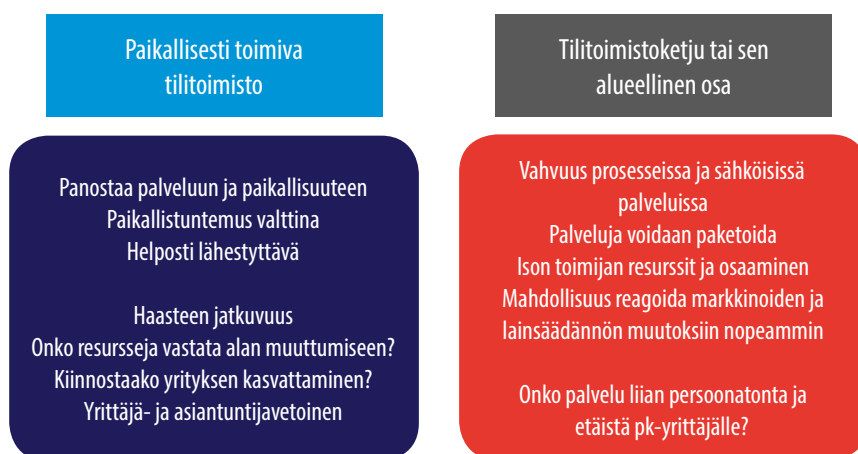 Paikallisesti toimiva
tilitoimisto
Panostaa palveluun ja paikallisuuteen
Paikallistuntemus valttina
Helposti lähestyttävä
Haasteen jatkuvuus
Onko resursseja vastata alan muuttumiseen?
Kiinnostaako yrityksen kasvattaminen?
Yrittäjä- ja asiantuntijavetoinen
Tilitoimistoketju tai sen
alueellinen osa
Vahvuus prosesseissa ja sähköisissä
palveluissa
Palveluja voidaan paketoida
Ison toimijan resurssit ja osaaminen
Mahdollisuus reagoida markkinoiden ja
lainsäädännön muutoksiin nopeammin
Onko palvelu liian persoonatonta ja
etäistä pk-yrittäjälle?